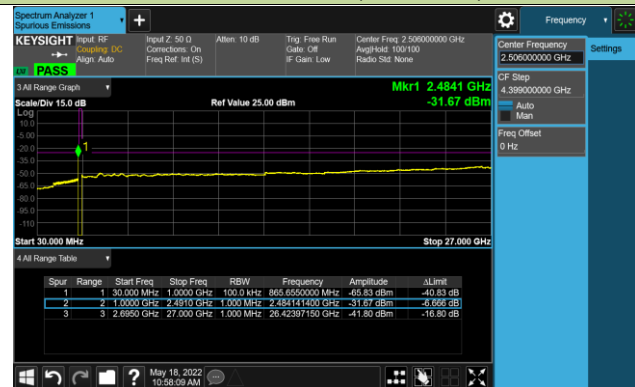 Spectrum Analyzer 1
Spurious Emissions
Frequency
KEYSIGHT
Input: RF
Coupling: DC
Align: Auto
Input Z: 50 Ω
Corrections: On
Freq Ref: Int (S)
Atten: 10 dB
Trig: Free Run
Gate: Off
IF Gain: Low
Center Freq: 2.506000000 GHz
Avg|Hold: 100/100
Radio Std: None
PASS
Center Frequency
2.506000000 GHz
Settings
CF Step
4.399000000 GHz
Auto
Man
Freq Offset
0 Hz
3 All Range Graph
Mkr1 2.4841 GHz
Scale/Div 15.0 dB
Ref Value 25.00 dBm
-31.67 dBm
Log
10.0
-5.00
-20.0
-35.0
-50.0
-65.0
-80.0
-95.0
-110
1
Start 30.000 MHz
Stop 27.000 GHz
4 All Range Table
Spur Range Start Freq Stop Freq RBW Frequency Amplitude ΔLimit
1 1 30.000 MHz 1.0000 GHz 100.0 kHz 865.6550000 MHz -65.83 dBm -40.83 dB
2 2 1.0000 GHz 2.4910 GHz 1.000 MHz 2.484141400 GHz -31.67 dBm -6.666 dB
3 3 2.6950 GHz 27.000 GHz 1.000 MHz 26.42397150 GHz -41.80 dBm -16.80 dB
?
May 18, 2022
10:58:09 AM